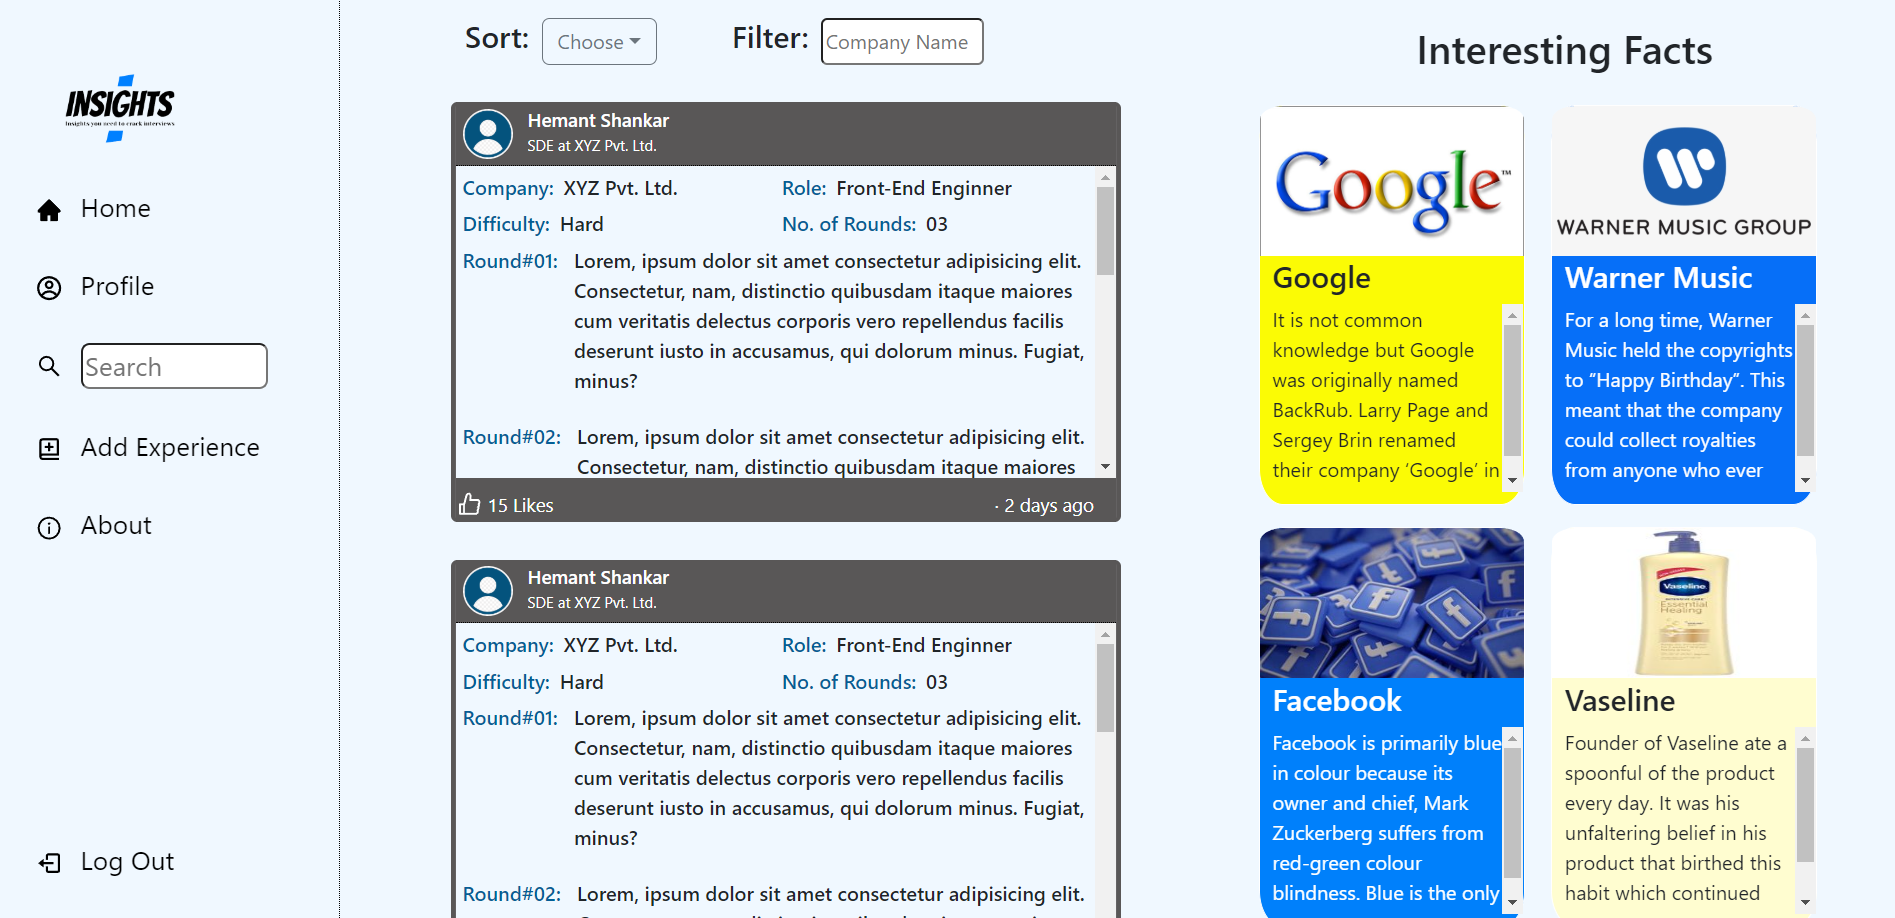 INSIGHTS
Insights you need to crack interviews
Home
Profile
Search
Add Experience
About
Log Out
Sort: Choose
Filter: Company Name
Hemant Shankar
SDE at XYZ Pvt. Ltd.
Company: XYZ Pvt. Ltd. Role: Front-End Enginner
Difficulty: Hard No. of Rounds: 03
Round#01: Lorem, ipsum dolor sit amet consectetur adipisicing elit.
Consectetur, nam, distinctio quibusdam itaque maiores
cum veritatis delectus corporis vero repellendus facilis
deserunt iusto in accusamus, qui dolorum minus. Fugiat,
minus?
Round#02: Lorem, ipsum dolor sit amet consectetur adipisicing elit.
Consectetur, nam, distinctio quibusdam itaque maiores
15 Likes · 2 days ago
Hemant Shankar
SDE at XYZ Pvt. Ltd.
Company: XYZ Pvt. Ltd. Role: Front-End Enginner
Difficulty: Hard No. of Rounds: 03
Round#01: Lorem, ipsum dolor sit amet consectetur adipisicing elit.
Consectetur, nam, distinctio quibusdam itaque maiores
cum veritatis delectus corporis vero repellendus facilis
deserunt iusto in accusamus, qui dolorum minus. Fugiat,
minus?
Round#02: Lorem, ipsum dolor sit amet consectetur adipisicing elit.
Interesting Facts
Google™
Google
It is not common
knowledge but Google
was originally named
BackRub. Larry Page and
Sergey Brin renamed
their company ‘Google’ in
WARNER MUSIC GROUP
Warner Music
For a long time, Warner
Music held the copyrights
to “Happy Birthday”. This
meant that the company
could collect royalties
from anyone who ever
Facebook
Facebook is primarily blue
in colour because its
owner and chief, Mark
Zuckerberg suffers from
red-green colour
blindness. Blue is the only
Vaseline
Essential
Healing
Vaseline
Founder of Vaseline ate a
spoonful of the product
every day. It was his
unfaltering belief in his
product that birthed this
habit which continued